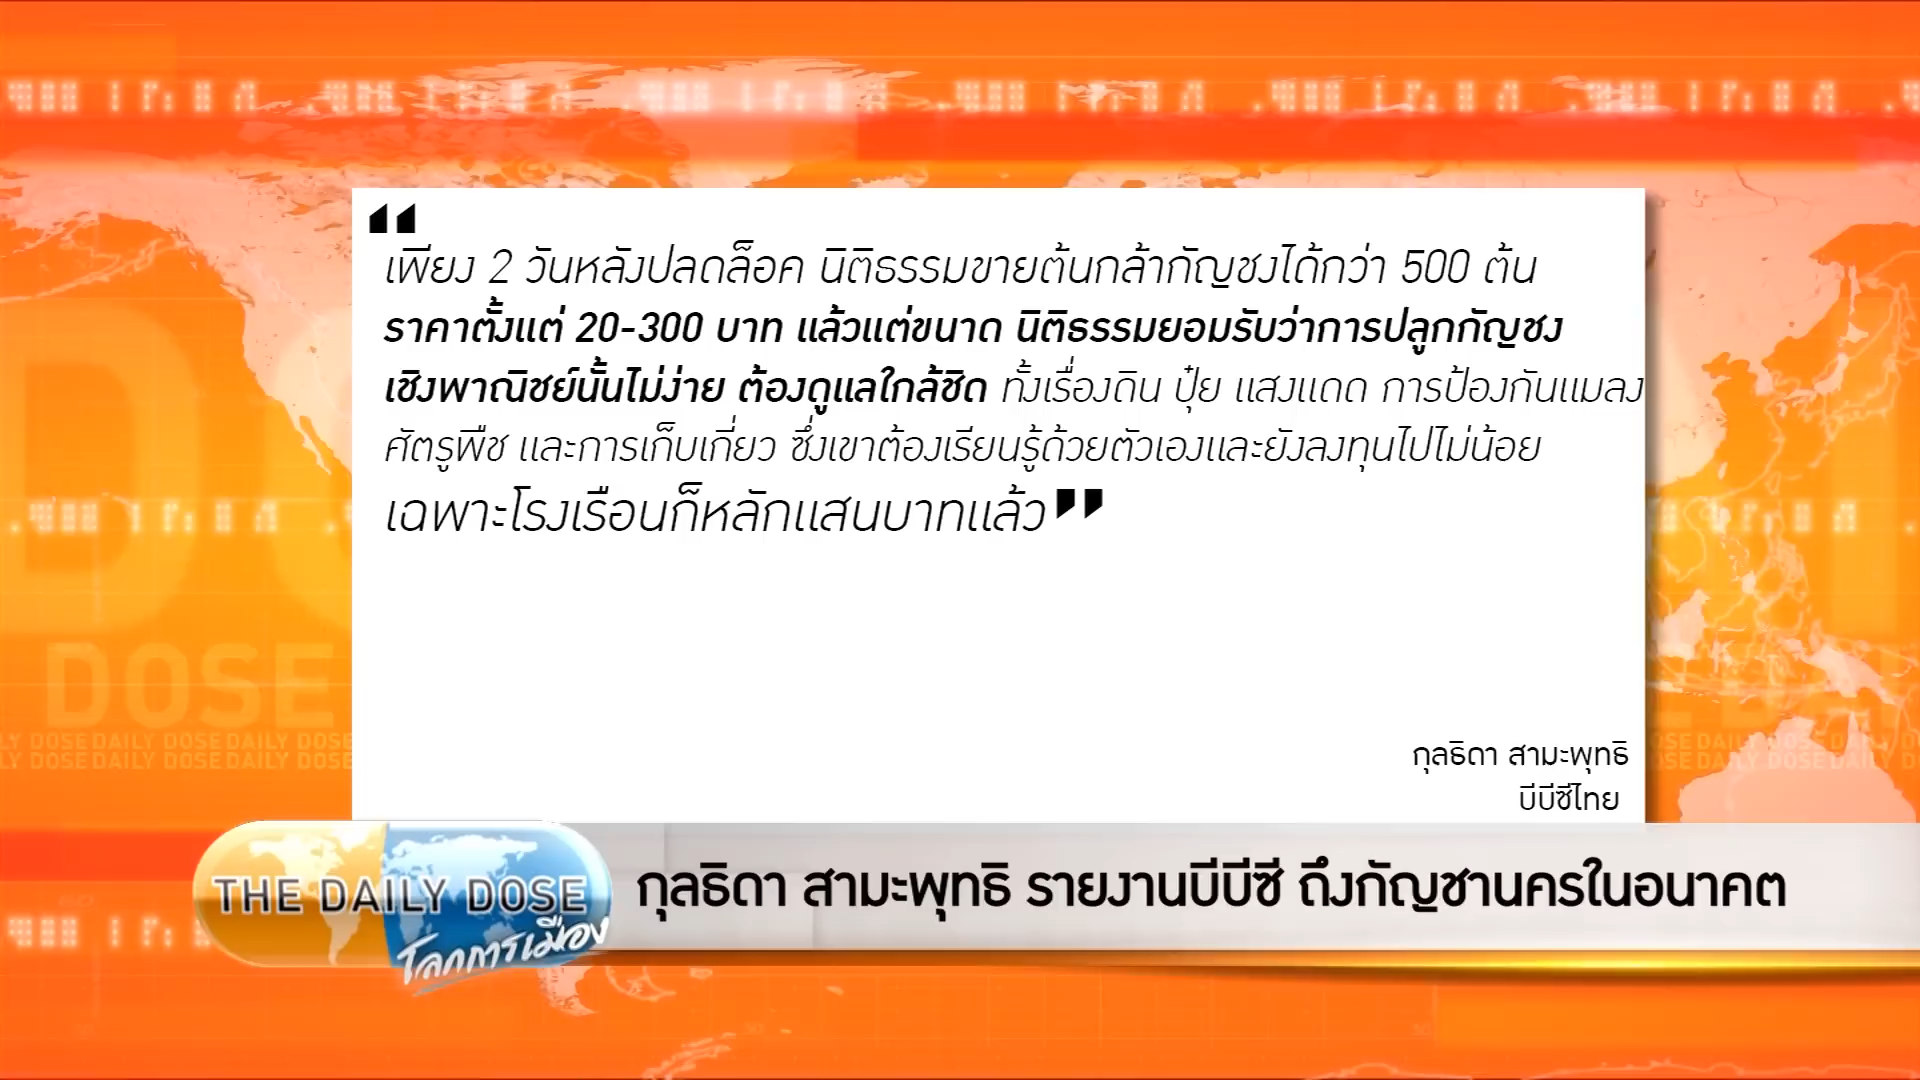 “
เพียง 2 วันหลังปลดล็อค นิติธรรมขายต้นกล้ากัญชงได้กว่า 500 ต้น
ราคาตั้งแต่ 20-300 บาท แล้วแต่ขนาด นิติธรรมยอมรับว่าการปลูกกัญชง
เชิงพาณิชย์นั้นไม่ง่าย ต้องดูแลใกล้ชิด ทั้งเรื่องดิน ปุ๋ย แสงแดด การป้องกันแมลง
ศัตรูพืช และการเก็บเกี่ยว ซึ่งเขาต้องเรียนรู้ด้วยตัวเองและยังลงทุนไปไม่น้อย
เฉพาะโรงเรือนก็หลักแสนบาทแล้ว”
กุลธิดา สามะพุทธิ
บีบีซีไทย
THE DAILY DOSE
โลกการเมือง
กุลธิดา สามะพุทธิ รายงานบีบีซี ถึงกัญชานครในอนาคต
DOSE
DAILY DOSE DAILY DOSE DAILY DOSE
DAILY DOSE DAILY DOSE DAILY DOSE